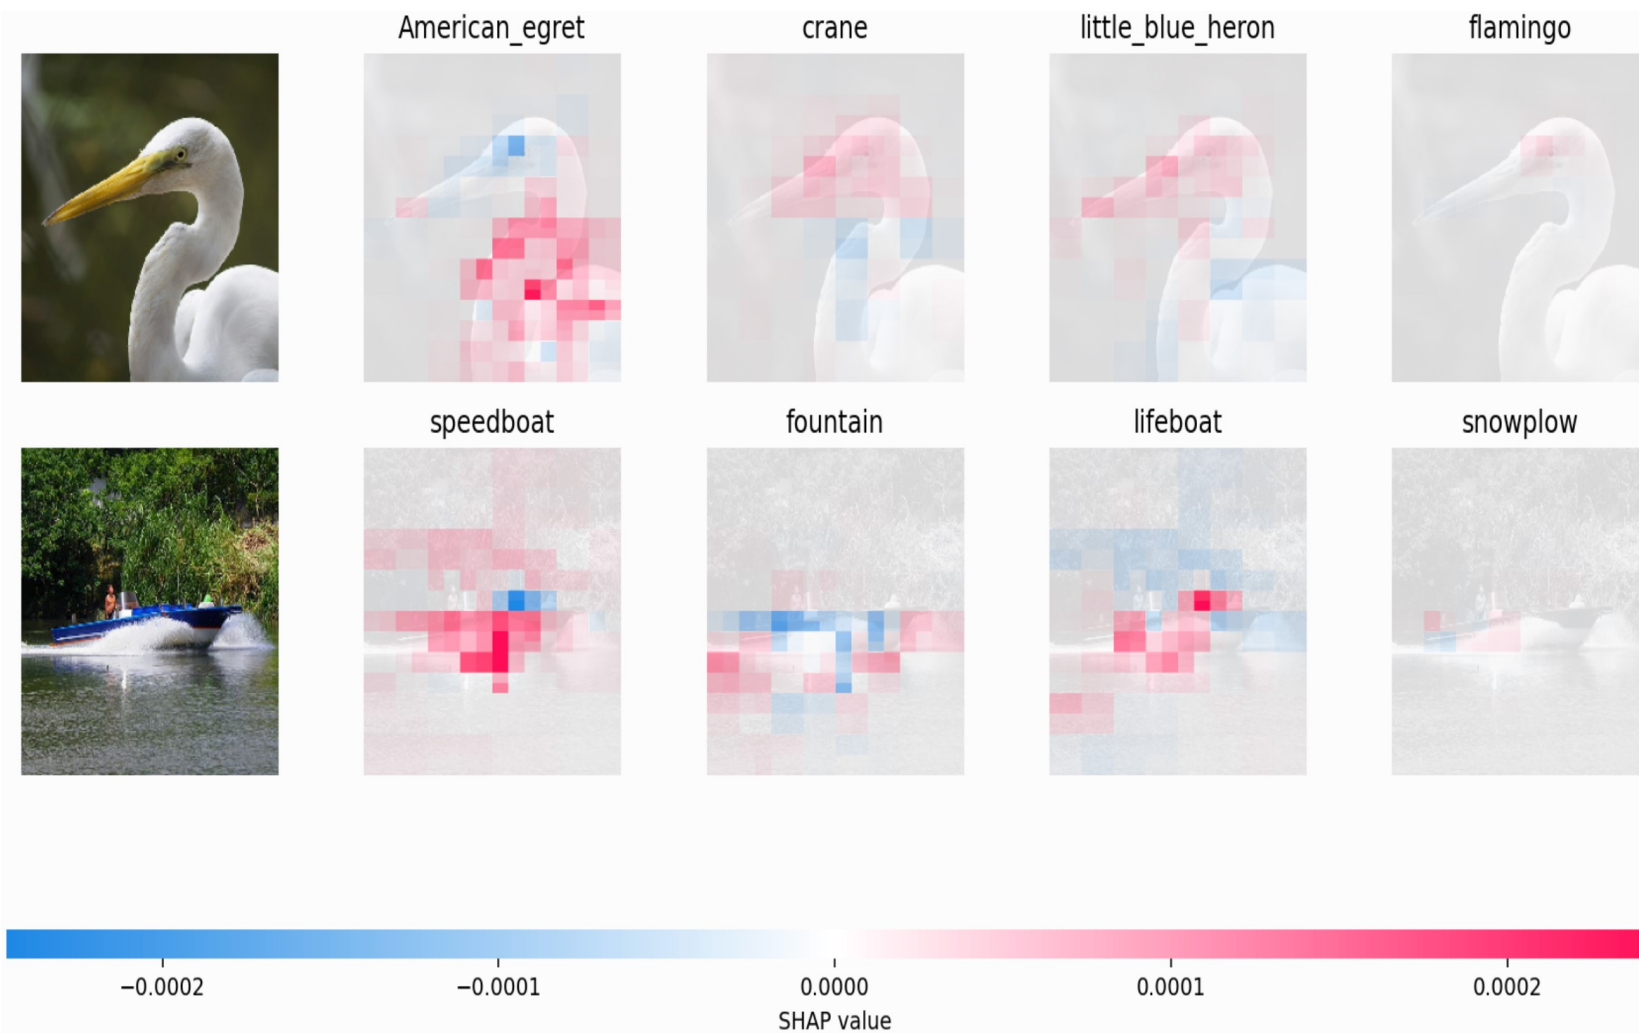 American_egret
crane
little_blue_heron
flamingo
speedboat
fountain
lifeboat
snowplow
−0.0002
−0.0001
0.0000
0.0001
0.0002
SHAP value